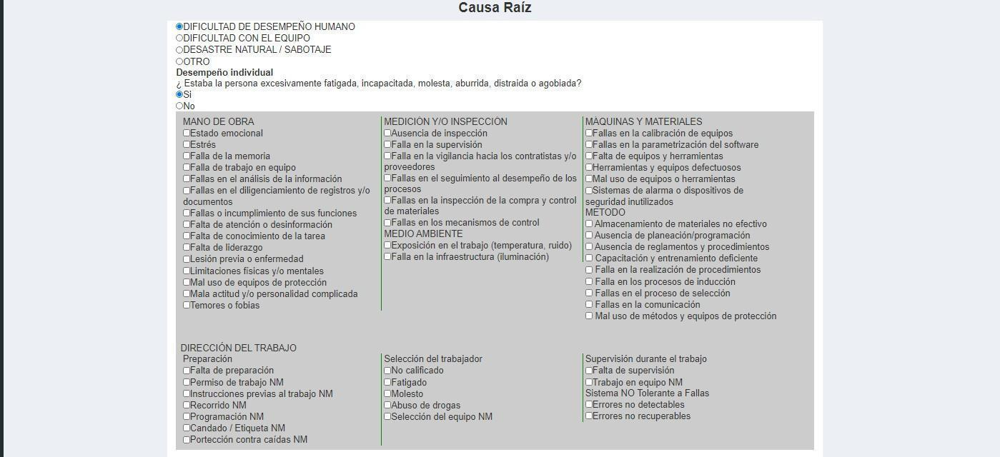 Causa Raíz
DIFICULTAD DE DESEMPEÑO HUMANO
DIFICULTAD CON EL EQUIPO
DESASTRE NATURAL / SABOTAJE
OTRO
Desempeño individual
¿ Estaba la persona excesivamente fatigada, incapacitada, molesta, aburrida, distraida o agobiada?
Si
No
MANO DE OBRA
Estado emocional
Estrés
Falla de la memoria
Falla de trabajo en equipo
Fallas en el análisis de la información
Fallas en el diligenciamiento de registros y/o
documentos
Fallas o incumplimiento de sus funciones
Falta de atención o desinformación
Falta de conocimiento de la tarea
Falta de liderazgo
Lesión previa o enfermedad
Limitaciones físicas y/o mentales
Mal uso de equipos de protección
Mala actitud y/o personalidad complicada
Temores o fobias
MEDICIÓN Y/O INSPECCIÓN
Ausencia de inspección
Falla en la supervisión
Falla en la vigilancia hacia los contratistas y/o
proveedores
Fallas en el seguimiento al desempeño de los
procesos
Fallas en la inspección de la compra y control
de materiales
Fallas en los mecanismos de control
MEDIO AMBIENTE
Exposición en el trabajo (temperatura, ruido)
Falla en la infraestructura (iluminación)
MÁQUINAS Y MATERIALES
Fallas en la calibración de equipos
Fallas en la parametrización del software
Falta de equipos y herramientas
Herramientas y equipos defectuosos
Mal uso de equipos o herramientas
Sistemas de alarma o dispositivos de
seguridad inutilizados
MÉTODO
Almacenamiento de materiales no efectivo
Ausencia de planeación/programación
Ausencia de reglamentos y procedimientos
Capacitación y entrenamiento deficiente
Falla en la realización de procedimientos
Falla en los procesos de inducción
Fallas en el proceso de selección
Fallas en la comunicación
Mal uso de métodos y equipos de protección
DIRECCIÓN DEL TRABAJO
Preparación
Falta de preparación
Permiso de trabajo NM
Instrucciones previas al trabajo NM
Recorrido NM
Programación NM
Candado / Etiqueta NM
Portección contra caídas NM
Selección del trabajador
No calificado
Fatigado
Molesto
Abuso de drogas
Selección del equipo NM
Supervisión durante el trabajo
Falta de supervisión
Trabajo en equipo NM
Sistema NO Tolerante a Fallas
Errores no detectables
Errores no recuperables